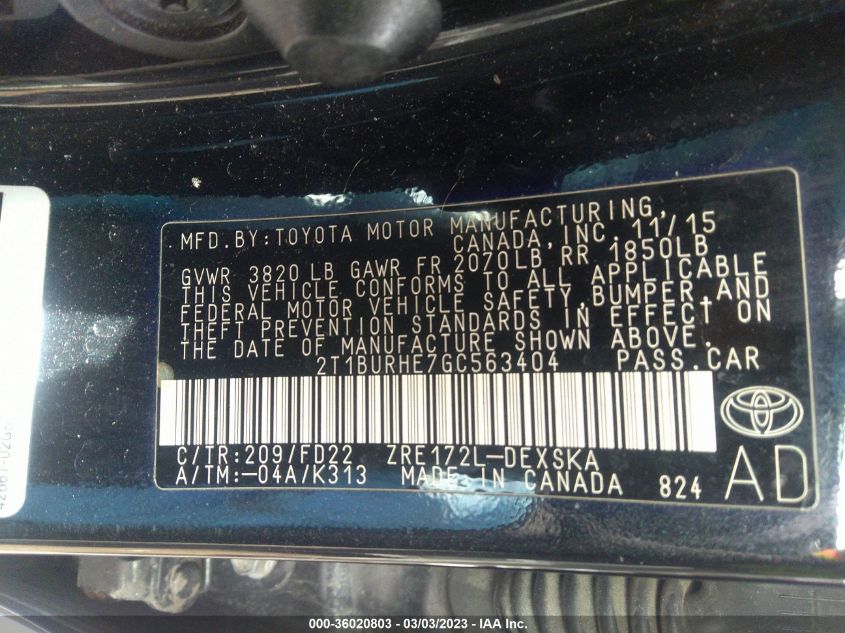 MFD.BY:TOYOTA MOTOR MANUFACTURING,
CANADA,INC. 11/15
GVWR 3820 LB GAWR FR 2070LB RR 1850LB
THIS VEHICLE CONFORMS TO ALL APPLICABLE
FEDERAL MOTOR VEHICLE SAFETY,BUMPER,AND
THEFT PREVENTION STANDARDS IN EFFECT ON
THE DATE OF MANUFACTURE SHOWN ABOVE.
2T1BURHE7GC563404 PASS.CAR
C/TR:209/FD22 ZRE172L-DEXSKA
A/TM:-04A/K313 MADE IN CANADA 824
AD
000-36020803 - 03/03/2023 - IAA Inc.